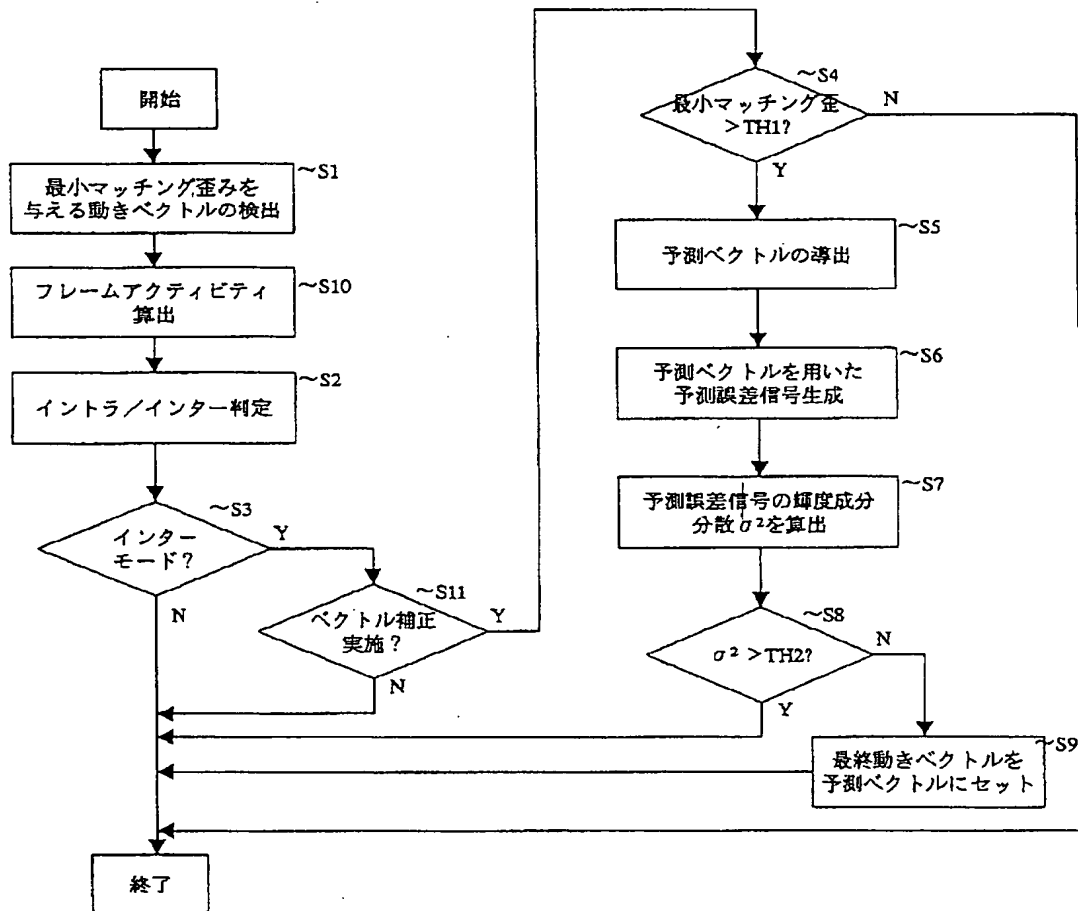 開始
~S1
最小マッチング歪みを
与える動きベクトルの検出
~S10
フレームアクティビティ
算出
~S2
イントラ／インター判定
~S3
インター
モード？
Y
N
~S11
ベクトル補正
実施？
Y
N
~S4
最小マッチング歪
＞TH1?
N
Y
~S5
予測ベクトルの導出
~S6
予測ベクトルを用いた
予測誤差信号生成
~S7
予測誤差信号の輝度成分
分散σ²を算出
~S8
σ²＞TH2?
N
Y
~S9
最終動きベクトルを
予測ベクトルにセット
終了